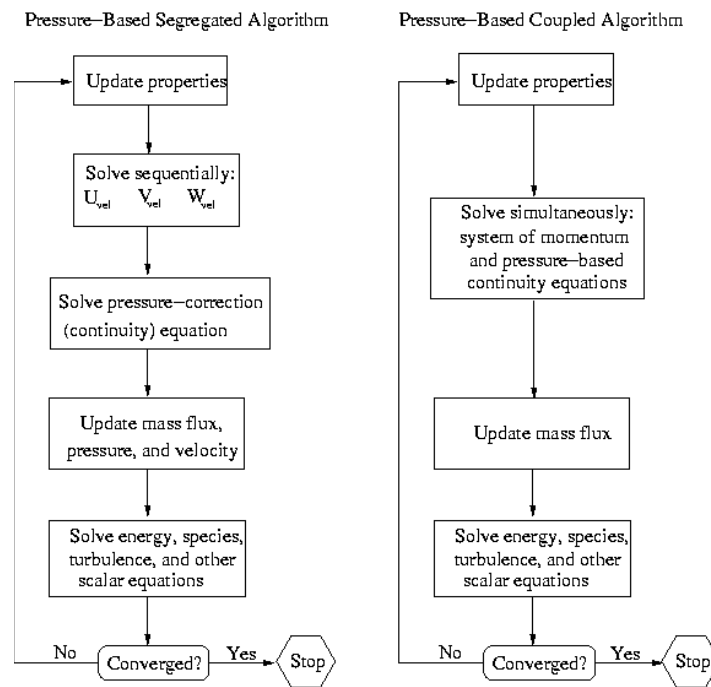 Pressure–Based Segregated Algorithm
Update properties
Solve sequentially:
U_vel V_vel W_vel
Solve pressure–correction
(continuity) equation
Update mass flux,
pressure, and velocity
Solve energy, species,
turbulence, and other
scalar equations
No
Converged?
Yes
Stop
Pressure–Based Coupled Algorithm
Update properties
Solve simultaneously:
system of momentum
and pressure–based
continuity equations
Update mass flux
Solve energy, species,
turbulence, and other
scalar equations
No
Converged?
Yes
Stop